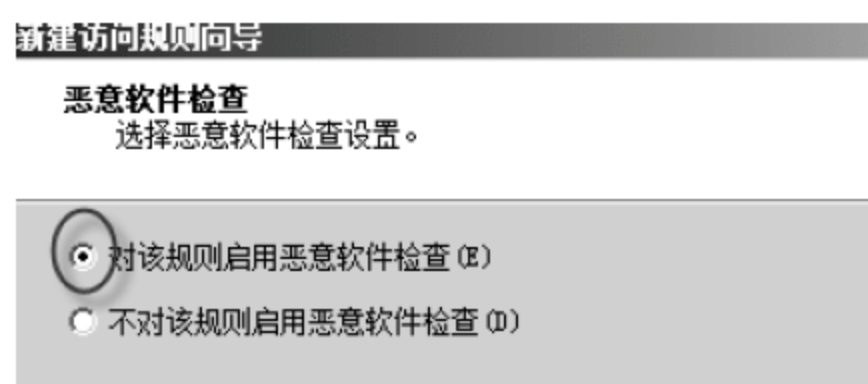 新建访问规则向导
恶意软件检查
选择恶意软件检查设置。
对该规则启用恶意软件检查(E)
不对该规则启用恶意软件检查(D)